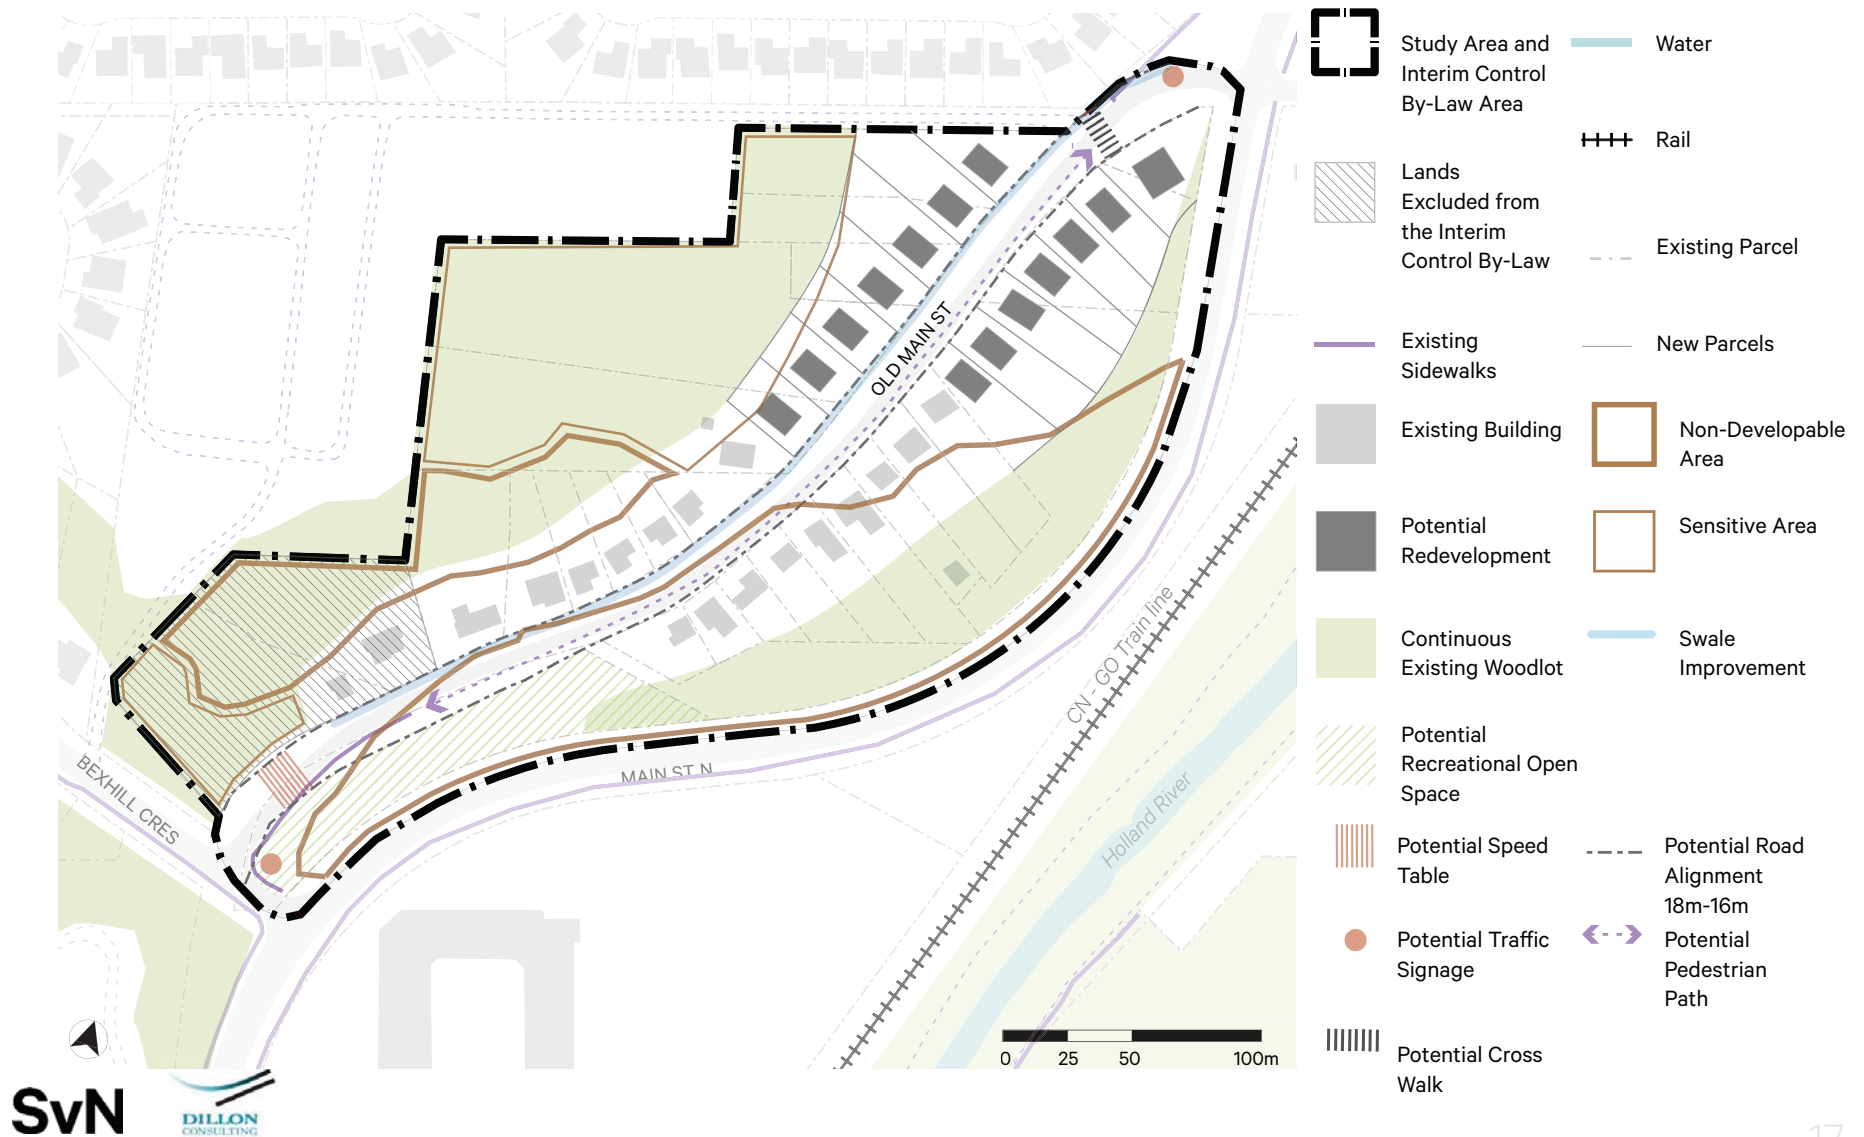 OLD MAIN ST
BEXHILL CRES
MAIN ST N
CN - GO Train line
Holland River
0 25 50 100m
SvN
DILLON
CONSULTING
Study Area and
Interim Control
By-Law Area
Lands
Excluded from
the Interim
Control By-Law
Existing
Sidewalks
Existing Building
Potential
Redevelopment
Continuous
Existing Woodlot
Potential
Recreational Open
Space
Potential Speed
Table
Potential Traffic
Signage
Potential Cross
Walk
Water
Rail
Existing Parcel
New Parcels
Non-Developable
Area
Sensitive Area
Swale
Improvement
Potential Road
Alignment
18m-16m
Potential
Pedestrian
Path
17